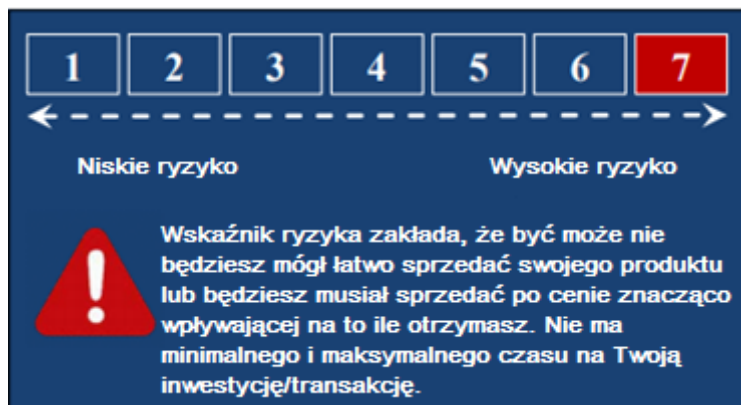 1 2 3 4 5 6 7
Niskie ryzyko Wysokie ryzyko
Wskaźnik ryzyka zakłada, że być może nie
będziesz mógł łatwo sprzedać swojego produktu
lub będziesz musiał sprzedać po cenie znacząco
wpływającej na to ile otrzymasz. Nie ma
minimalnego i maksymalnego czasu na Twoją
inwestycję/transakcję.